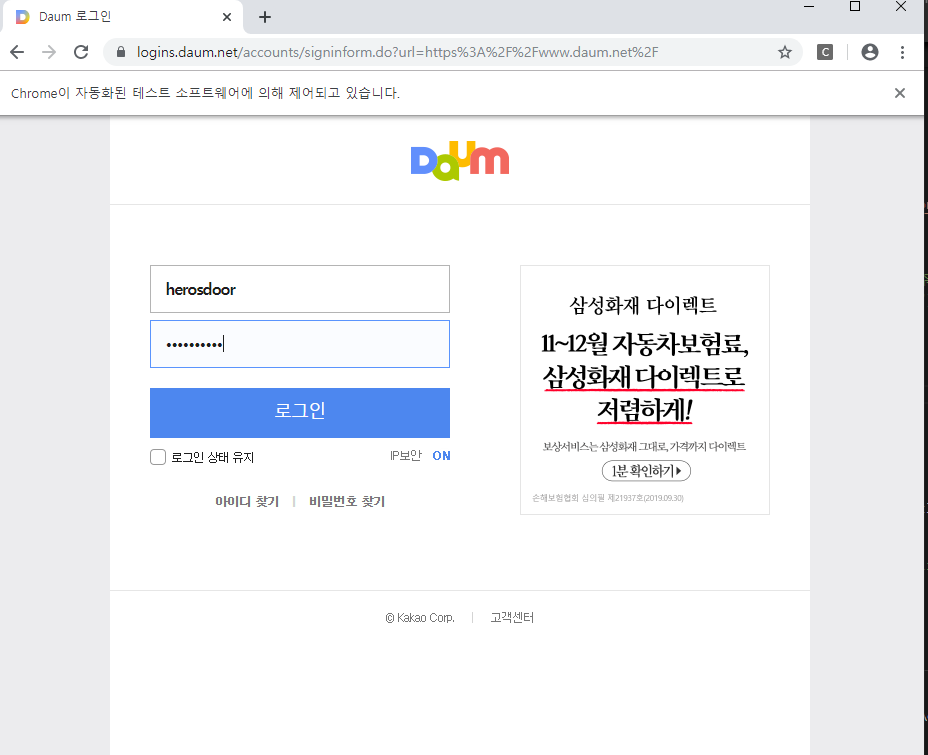 Daum 로그인
logins.daum.net/accounts/signinform.do?url=https%3A%2F%2Fwww.daum.net%2F
C
Chrome이 자동화된 테스트 소프트웨어에 의해 제어되고 있습니다.
Daum
herosdoor
••••••••••
로그인
로그인 상태 유지
IP보안 ON
아이디 찾기 | 비밀번호 찾기
삼성화재 다이렉트
11~12월 자동차보험료,
삼성화재 다이렉트로
저렴하게!
보상서비스는 삼성화재 그대로, 가격까지 다이렉트
1분 확인하기
손해보험협회 심의필 제21937호(2019.09.30)
© Kakao Corp. | 고객센터